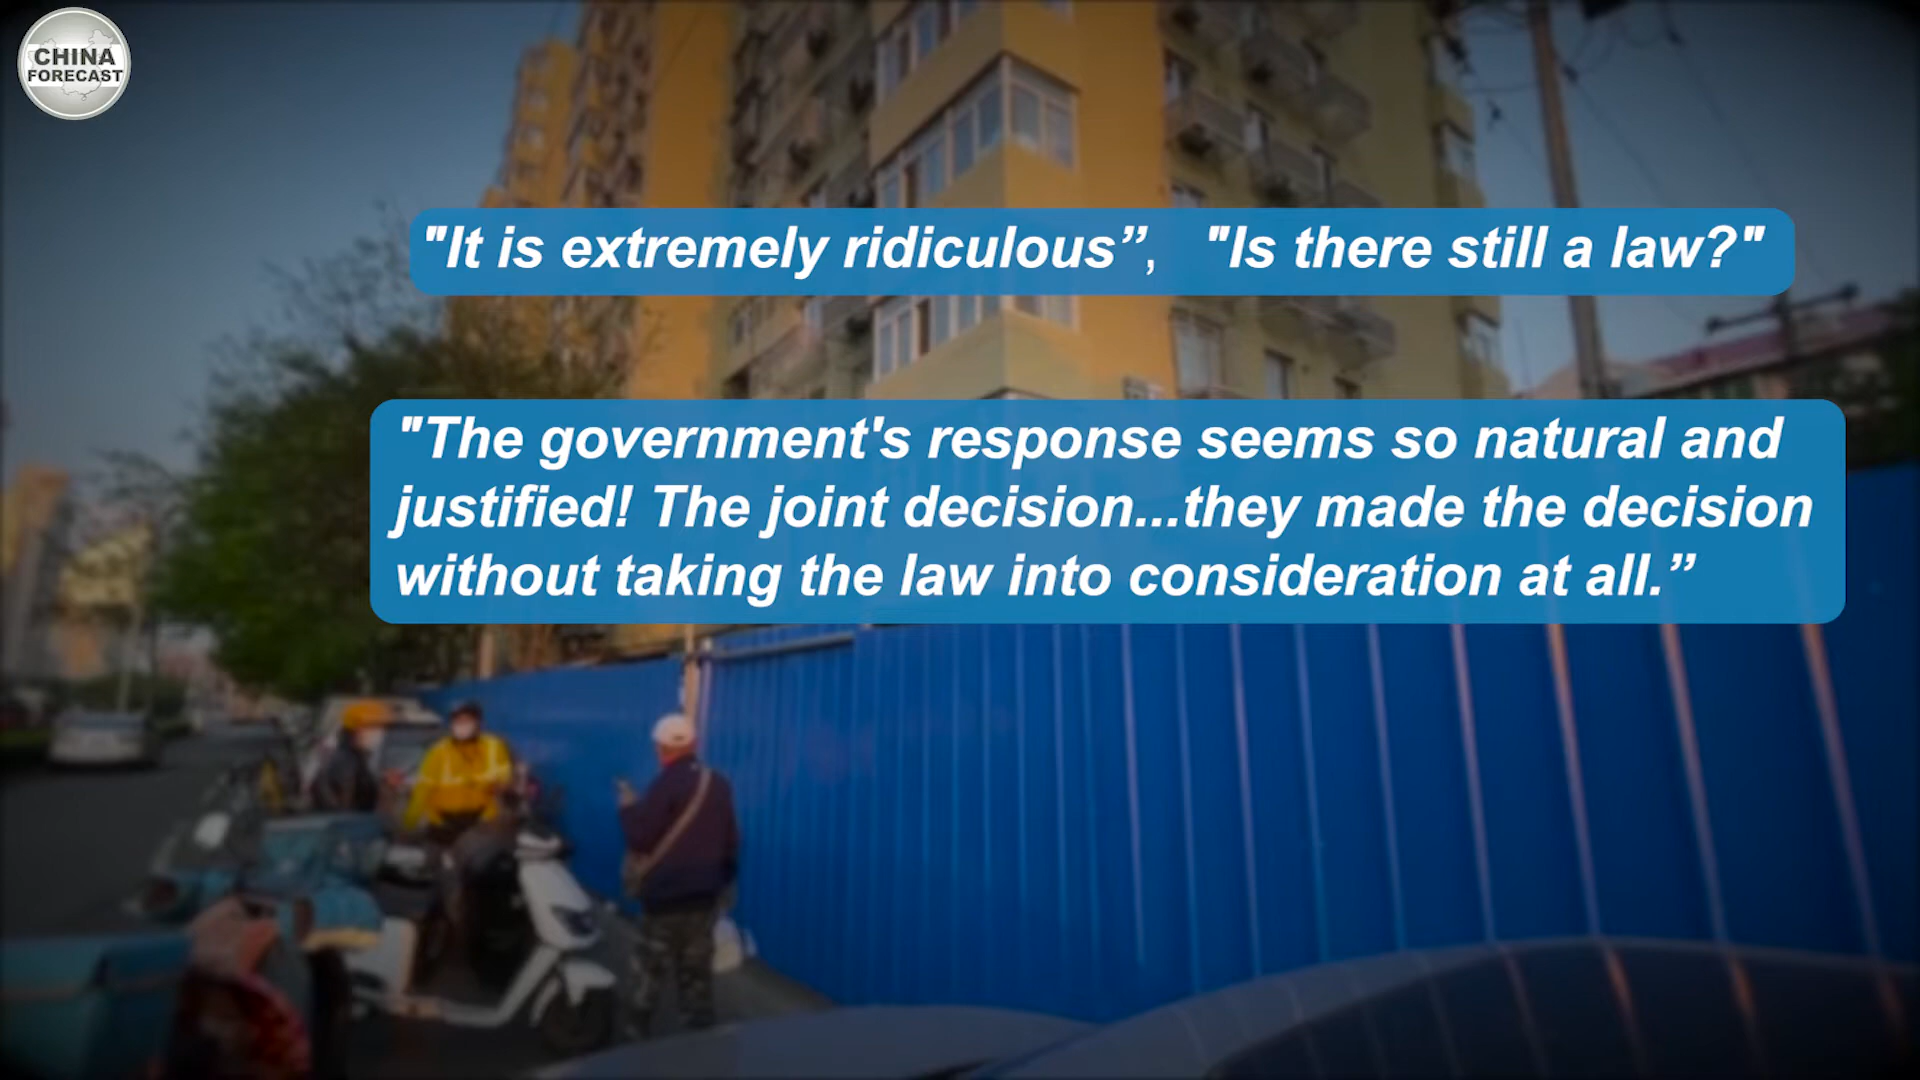 CHINA
FORECAST
"It is extremely ridiculous”, "Is there still a law?"
"The government's response seems so natural and
justified! The joint decision...they made the decision
without taking the law into consideration at all.”